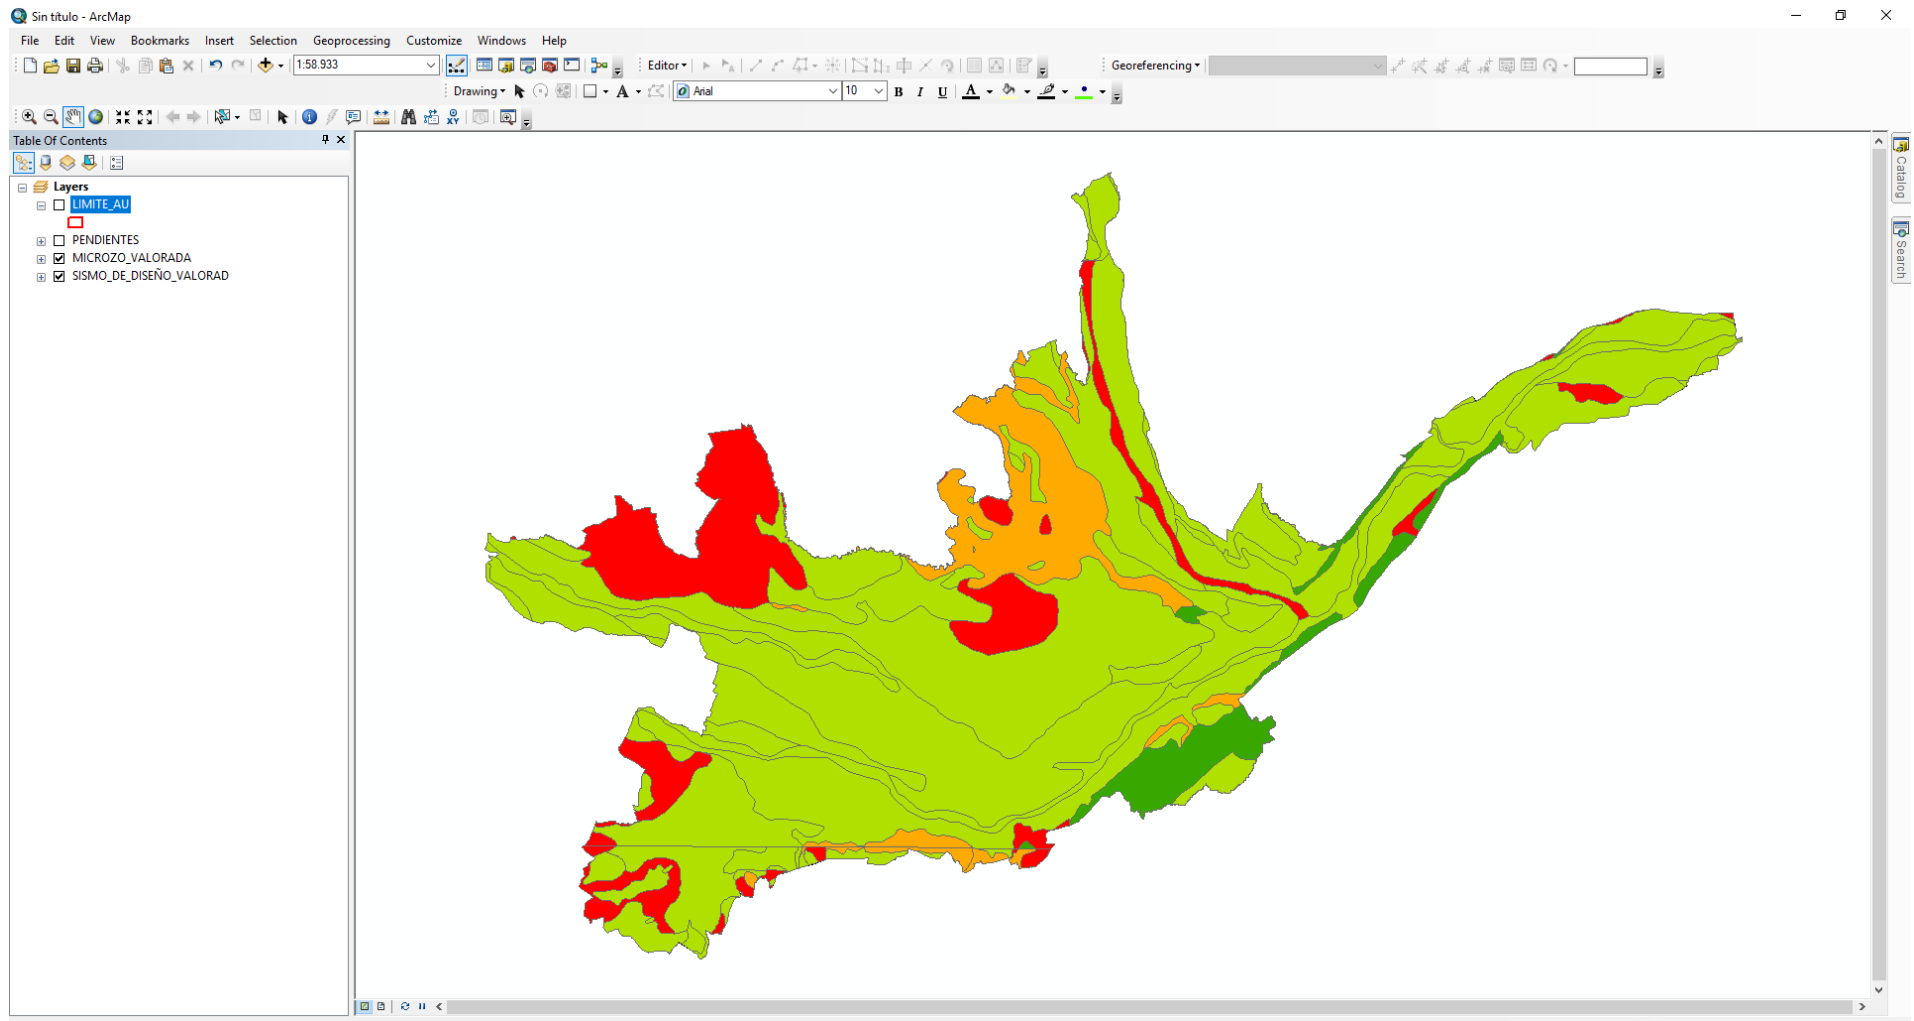 Sin título - ArcMap
File Edit View Bookmarks Insert Selection Geoprocessing Customize Windows Help
1:58.933 Editor Georeferencing
Drawing A Arial 10 B I U A
XY
Table Of Contents
Layers
LIMITE_AU
PENDIENTES
MICROZO_VALORADA
SISMO_DE_DISEÑO_VALORAD
Catalog
Search